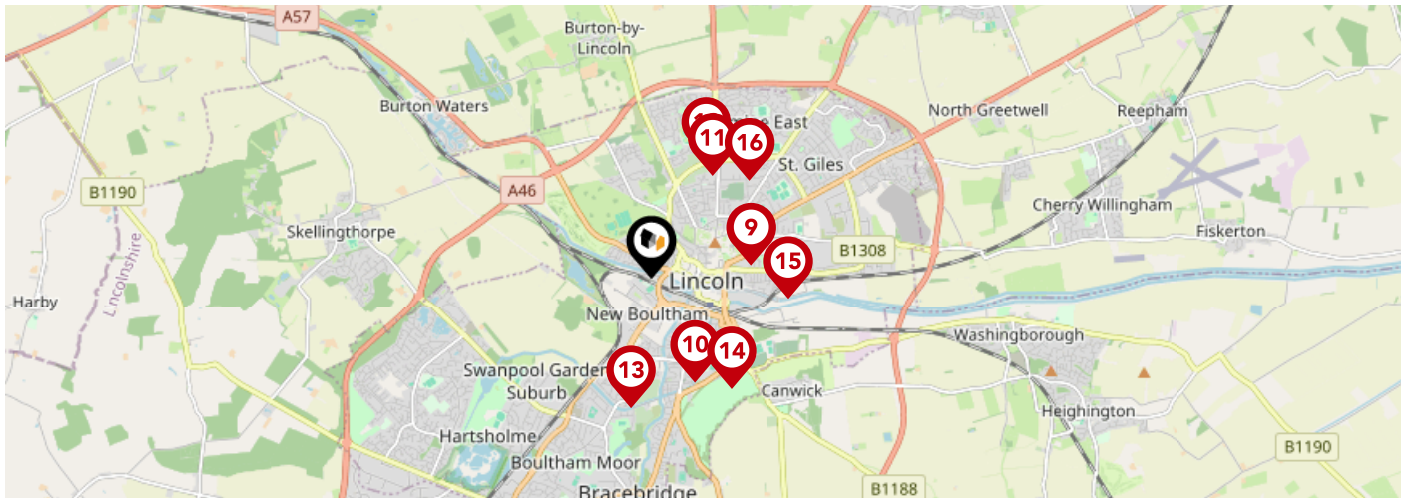 A57
Burton-by-
Lincoln
Burton Waters
North Greetwell
Reepham
East
11
16
St. Giles
B1190
A46
Cherry Willingham
Skellingthorpe
9
Fiskerton
B1308
15
Lincolnshire
Lincoln
Harby
New Boultham
Washingborough
10
14
13
Swanpool Garden
Suburb
Canwick
Heighington
Hartsholme
B1190
Boultham Moor
B1188
Bracebridge